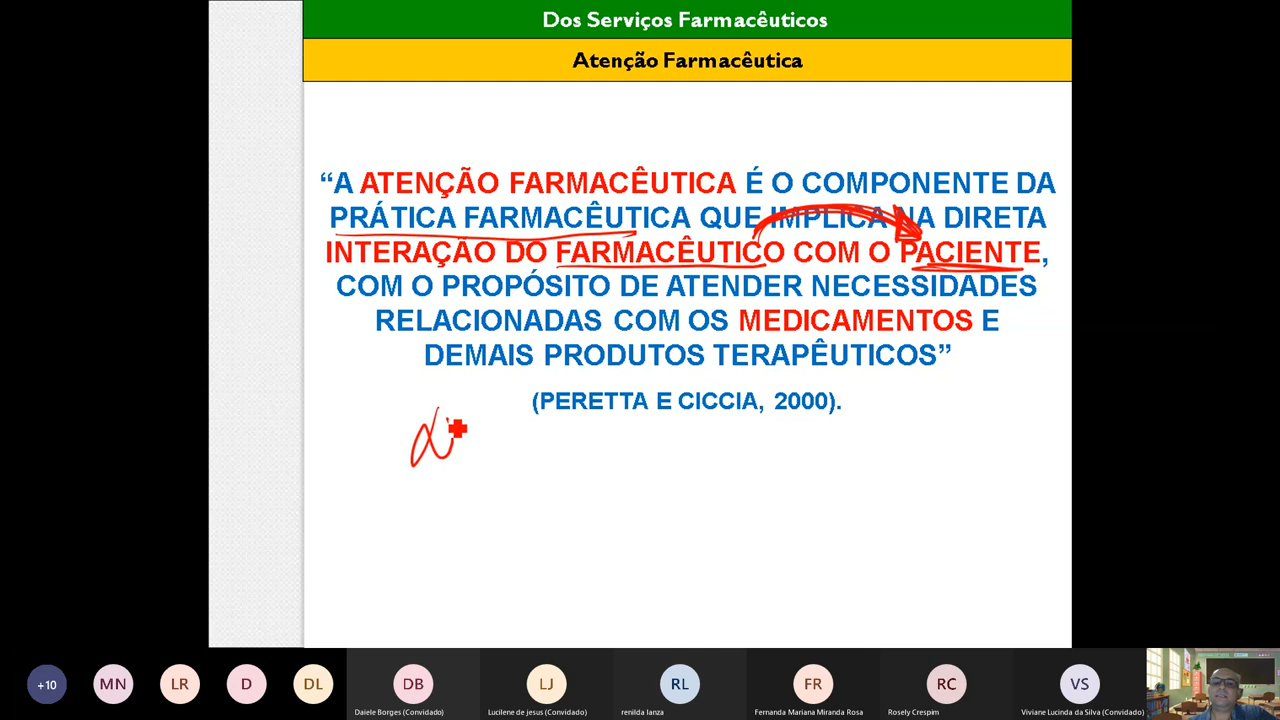 Dos Serviços Farmacêuticos
Atenção Farmacêutica
“A ATENÇÃO FARMACÊUTICA É O COMPONENTE DA
PRÁTICA FARMACÊUTICA QUE IMPLICA NA DIRETA
INTERAÇÃO DO FARMACÊUTICO COM O PACIENTE,
COM O PROPÓSITO DE ATENDER NECESSIDADES
RELACIONADAS COM OS MEDICAMENTOS E
DEMAIS PRODUTOS TERAPÊUTICOS”
(PERETTA E CICCIA, 2000).
+10
MN
LR
D
DL
DB
LJ
RL
FR
RC
VS
Daiele Borges (Convidado)
Lucilene de jesus (Convidado)
renilda lanza
Fernanda Mariana Miranda Rosa
Rosely Crespim
Viviane Lucinda da Silva (Convidado)